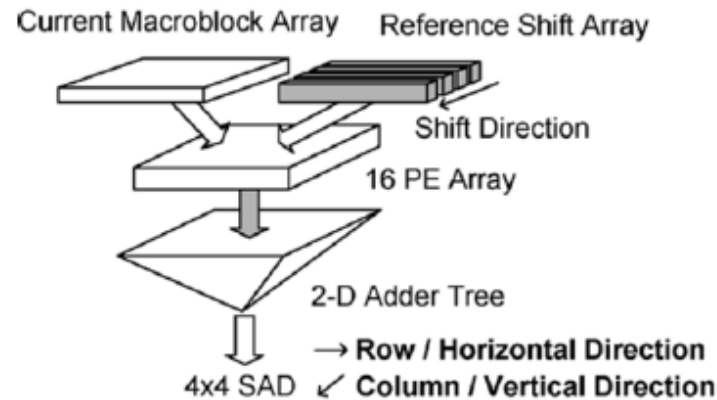 Current Macroblock Array
Reference Shift Array
Shift Direction
16 PE Array
2-D Adder Tree
→ Row / Horizontal Direction
4x4 SAD
↙ Column / Vertical Direction